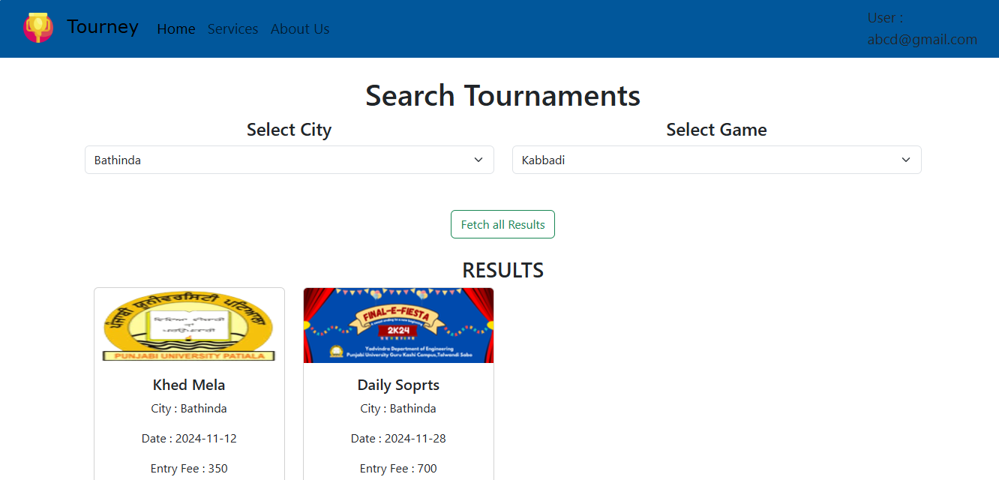 Tourney
Home Services About Us
User :
abcd@gmail.com
Search Tournaments
Select City
Select Game
Bathinda
Kabbadi
Fetch all Results
RESULTS
ਪੰਜਾਬੀ ਯੂਨੀਵਰਸਿਟੀ ਪਟਿਆਲਾ
PUNJABI UNIVERSITY PATIALA
Khed Mela
City : Bathinda
Date : 2024-11-12
Entry Fee : 350
FINAL-E-FIESTA
2K24
Yadvindra Department of Engineering
Punjabi University Guru Kashi Campus,Talwandi Sabo
Daily Soprts
City : Bathinda
Date : 2024-11-28
Entry Fee : 700